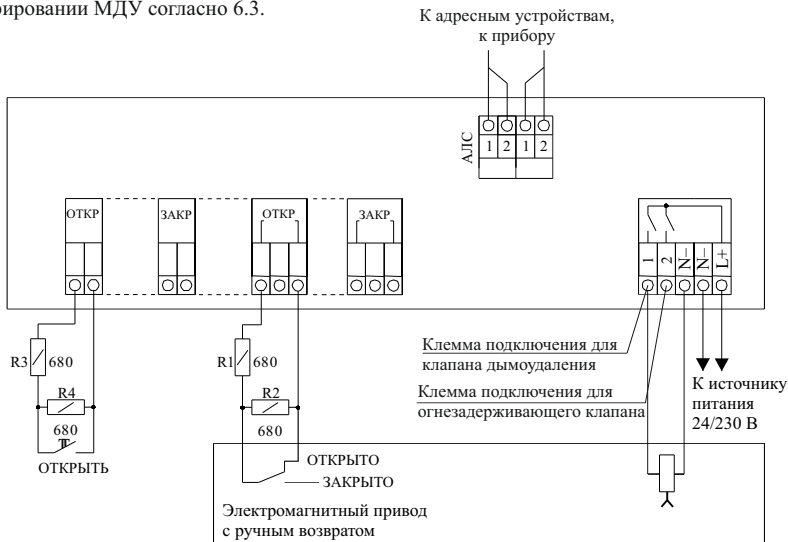 рировании МДУ согласно 6.3.
К адресным устройствам,
к прибору
АЛС
1 2 1 2
ОТКР
ЗАКР
ОТКР
ЗАКР
1 2 N– N– L+
R3 680
R4
680
ОТКРЫТЬ
R1 680
R2
680
ОТКРЫТО
ЗАКРЫТО
Электромагнитный привод
с ручным возвратом
Клемма подключения для
клапана дымоудаления
Клемма подключения для
огнезадерживающего клапана
К источнику
питания
24/230 В